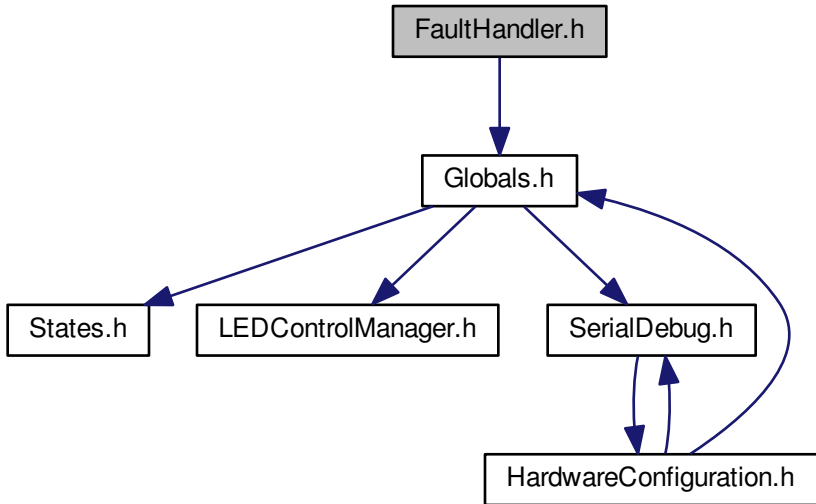 FaultHandler.h
Globals.h
States.h
LEDControlManager.h
SerialDebug.h
HardwareConfiguration.h